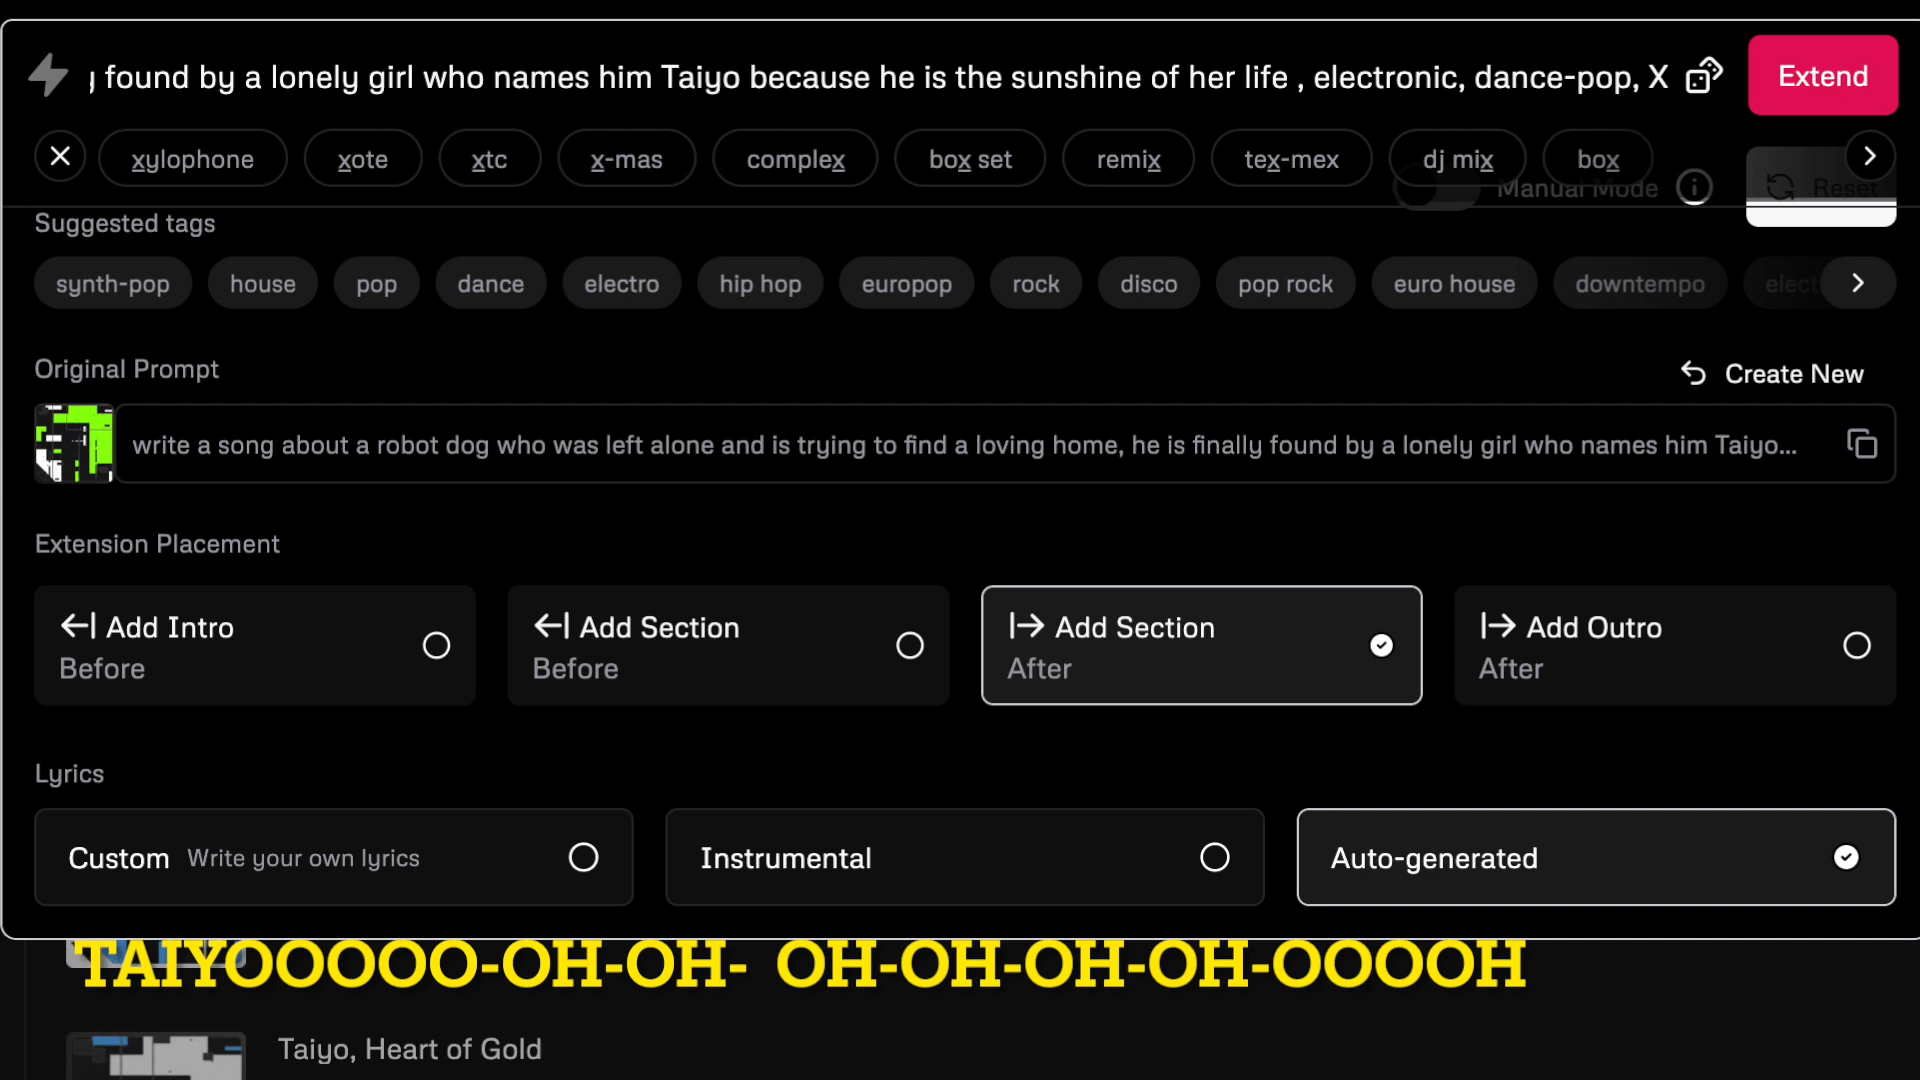 found by a lonely girl who names him Taiyo because he is the sunshine of her life , electronic, dance-pop, X
Extend
xylophone xote xtc x-mas complex box set remix tex-mex dj mix box
Manual Mode Reset
Suggested tags
synth-pop house pop dance electro hip hop europop rock disco pop rock euro house downtempo elect
Original Prompt
Create New
write a song about a robot dog who was left alone and is trying to find a loving home, he is finally found by a lonely girl who names him Taiyo...
Extension Placement
Add Intro
Before
Add Section
Before
Add Section
After
Add Outro
After
Lyrics
Custom Write your own lyrics
Instrumental
Auto-generated
TAIYOOOOO-OH-OH- OH-OH-OH-OH-OOOOH
Taiyo, Heart of Gold